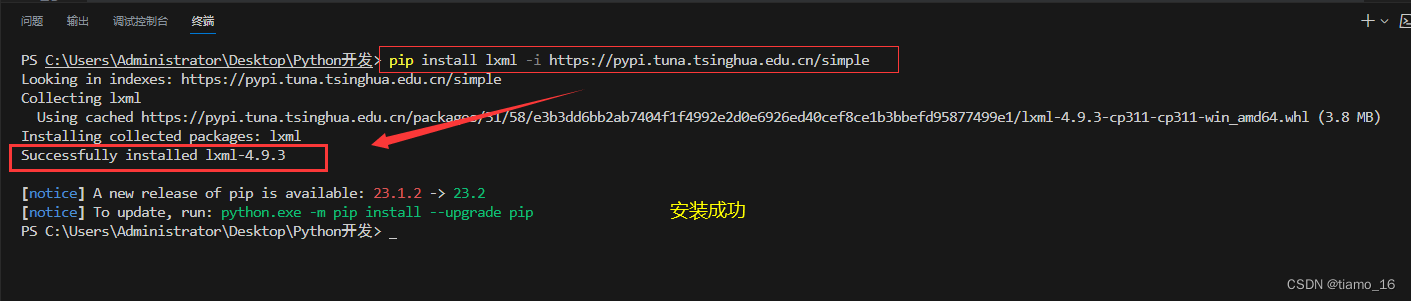 问题 输出 调试控制台 终端
PS C:\Users\Administrator\Desktop\Python开发> pip install lxml -i https://pypi.tuna.tsinghua.edu.cn/simple
Looking in indexes: https://pypi.tuna.tsinghua.edu.cn/simple
Collecting lxml
Using cached https://pypi.tuna.tsinghua.edu.cn/packages/31/58/e3b3dd6bb2ab7404f1f4992e2d0e6926ed40cef8ce1b3bbefd95877499e1/lxml-4.9.3-cp311-cp311-win_amd64.whl (3.8 MB)
Installing collected packages: lxml
Successfully installed lxml-4.9.3
[notice] A new release of pip is available: 23.1.2 -> 23.2
[notice] To update, run: python.exe -m pip install --upgrade pip
安装成功
PS C:\Users\Administrator\Desktop\Python开发> _
CSDN @tiamo_16